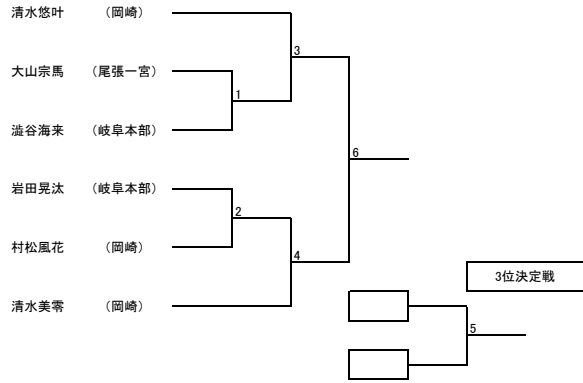 清水悠叶 （岡崎）
3
大山宗馬 （尾張一宮）
1
澁谷海来 （岐阜本部）
6
岩田晃汰 （岐阜本部）
2
村松風花 （岡崎）
4
3位決定戦
清水美零 （岡崎）
5